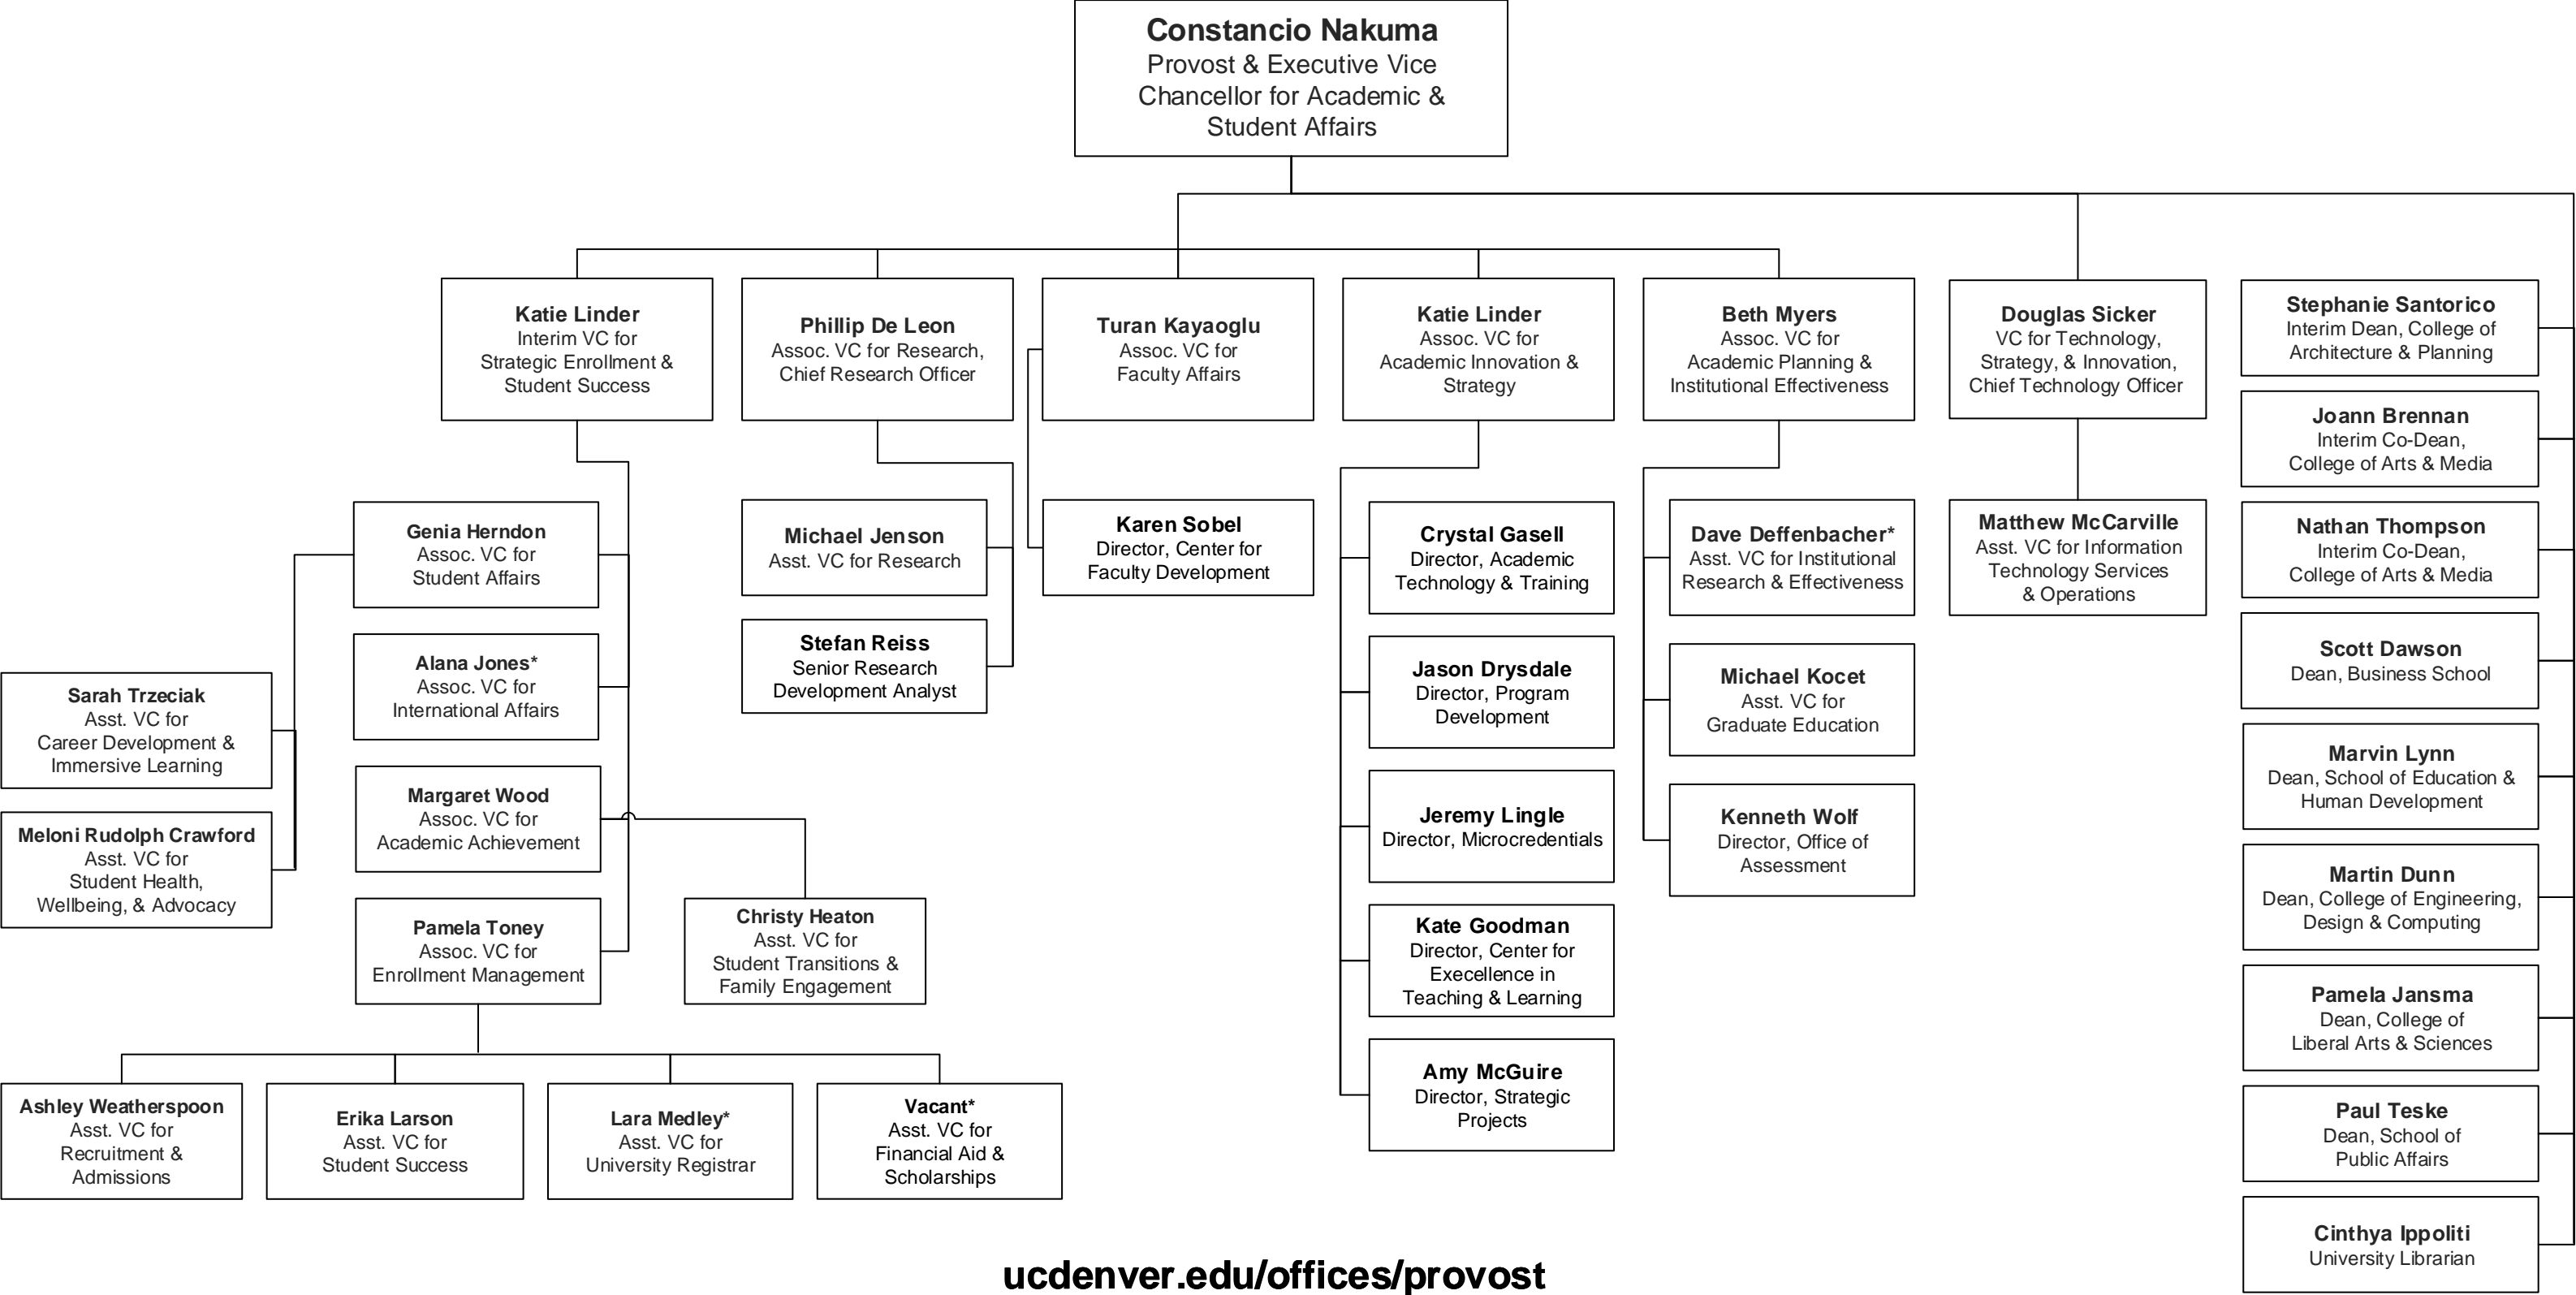 Constancio Nakuma
Provost & Executive Vice
Chancellor for Academic &
Student Affairs
Katie Linder
Interim VC for
Strategic Enrollment &
Student Success
Phillip De Leon
Assoc. VC for Research,
Chief Research Officer
Turan Kayaoglu
Assoc. VC for
Faculty Affairs
Katie Linder
Assoc. VC for
Academic Innovation &
Strategy
Beth Myers
Assoc. VC for
Academic Planning &
Institutional Effectiveness
Douglas Sicker
VC for Technology,
Strategy, & Innovation,
Chief Technology Officer
Genia Herndon
Assoc. VC for
Student Affairs
Alana Jones*
Assoc. VC for
International Affairs
Margaret Wood
Assoc. VC for
Academic Achievement
Pamela Toney
Assoc. VC for
Enrollment Management
Sarah Trzeciak
Asst. VC for
Career Development &
Immersive Learning
Meloni Rudolph Crawford
Asst. VC for
Student Health,
Wellbeing, & Advocacy
Christy Heaton
Asst. VC for
Student Transitions &
Family Engagement
Ashley Weatherspoon
Asst. VC for
Recruitment &
Admissions
Erika Larson
Asst. VC for
Student Success
Lara Medley*
Asst. VC for
University Registrar
Vacant*
Asst. VC for
Financial Aid &
Scholarships
Michael Jenson
Asst. VC for Research
Stefan Reiss
Senior Research
Development Analyst
Karen Sobel
Director, Center for
Faculty Development
Crystal Gasell
Director, Academic
Technology & Training
Jason Drysdale
Director, Program
Development
Jeremy Lingle
Director, Microcredentials
Kate Goodman
Director, Center for
Execellence in
Teaching & Learning
Amy McGuire
Director, Strategic
Projects
Dave Deffenbacher*
Asst. VC for Institutional
Research & Effectiveness
Michael Kocet
Asst. VC for
Graduate Education
Kenneth Wolf
Director, Office of
Assessment
Matthew McCarville
Asst. VC for Information
Technology Services
& Operations
Stephanie Santorico
Interim Dean, College of
Architecture & Planning
Joann Brennan
Interim Co-Dean,
College of Arts & Media
Nathan Thompson
Interim Co-Dean,
College of Arts & Media
Scott Dawson
Dean, Business School
Marvin Lynn
Dean, School of Education &
Human Development
Martin Dunn
Dean, College of Engineering,
Design & Computing
Pamela Jansma
Dean, College of
Liberal Arts & Sciences
Paul Teske
Dean, School of
Public Affairs
Cinthya Ippoliti
University Librarian
ucdenver.edu/offices/provost